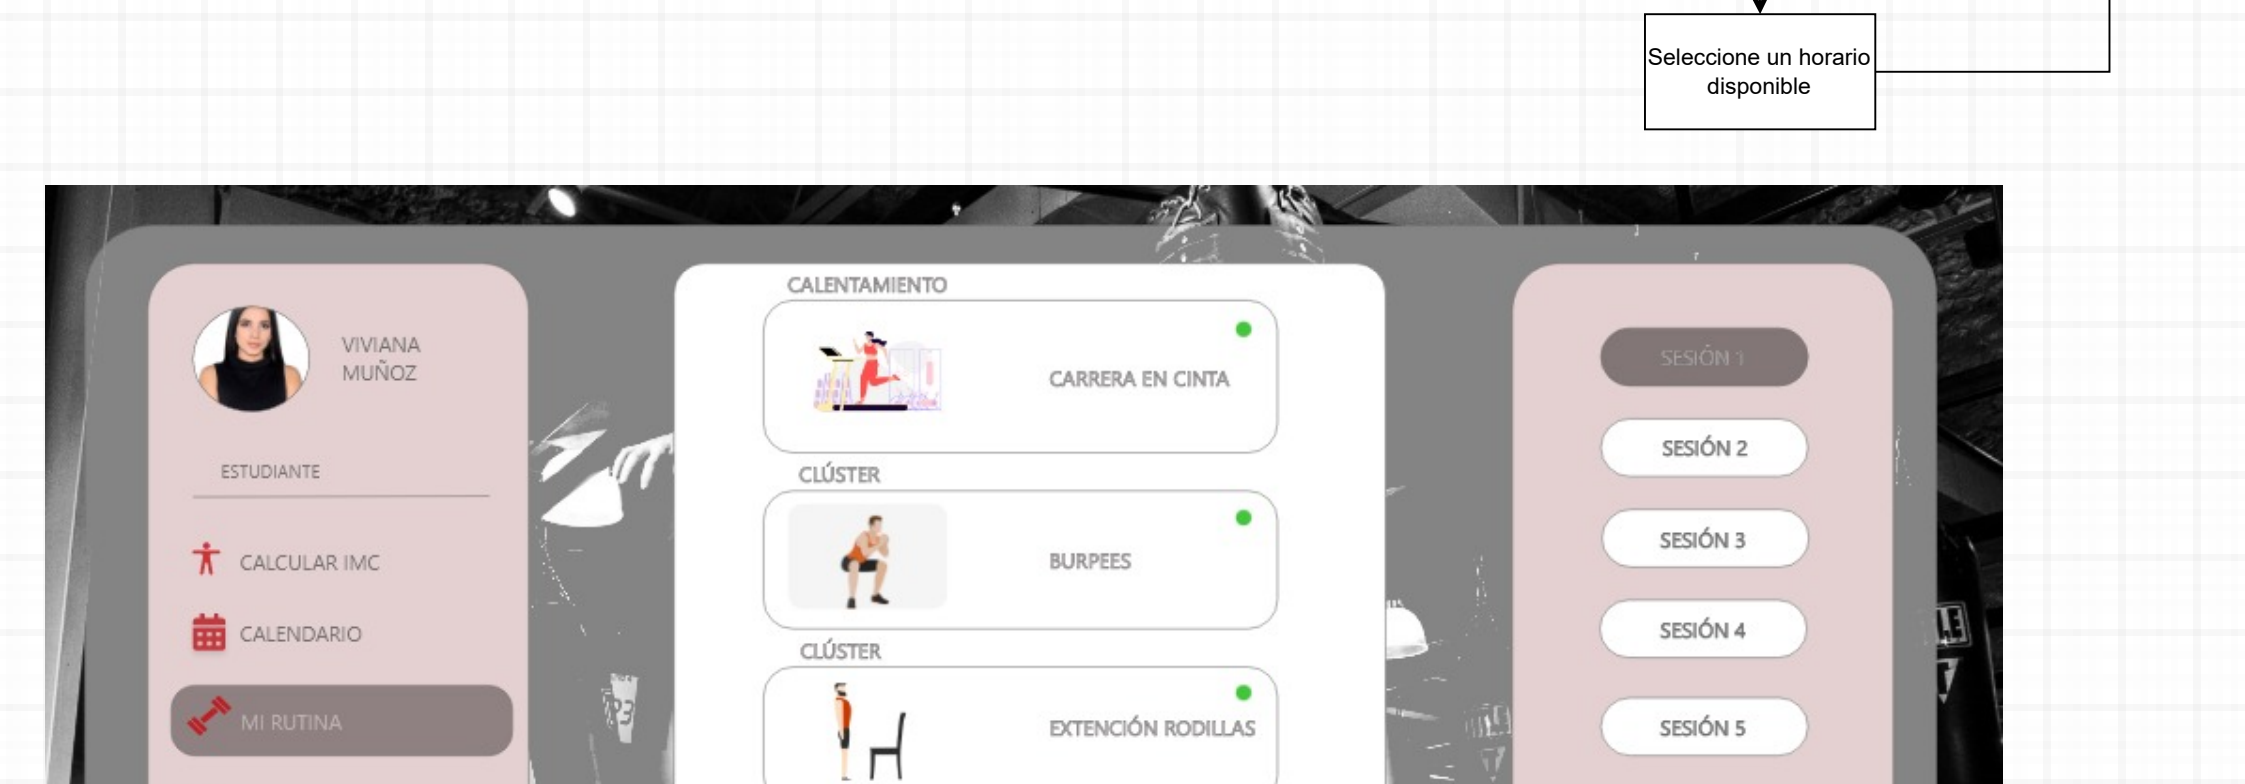 Seleccione un horario
disponible
VIVIANA
MUÑOZ
ESTUDIANTE
CALCULAR IMC
CALENDARIO
MI RUTINA
CALENTAMIENTO
CARRERA EN CINTA
CLÚSTER
BURPEES
CLÚSTER
EXTENCIÓN RODILLAS
SESIÓN 1
SESIÓN 2
SESIÓN 3
SESIÓN 4
SESIÓN 5